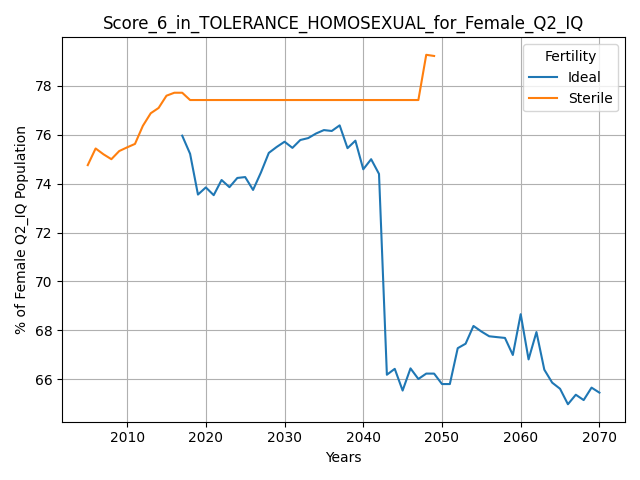 Score_6_in_TOLERANCE_HOMOSEXUAL_for_Female_Q2_IQ
Fertility
Ideal
Sterile
% of Female Q2_IQ Population
78
76
74
72
70
68
66
2010 2020 2030 2040 2050 2060 2070
Years